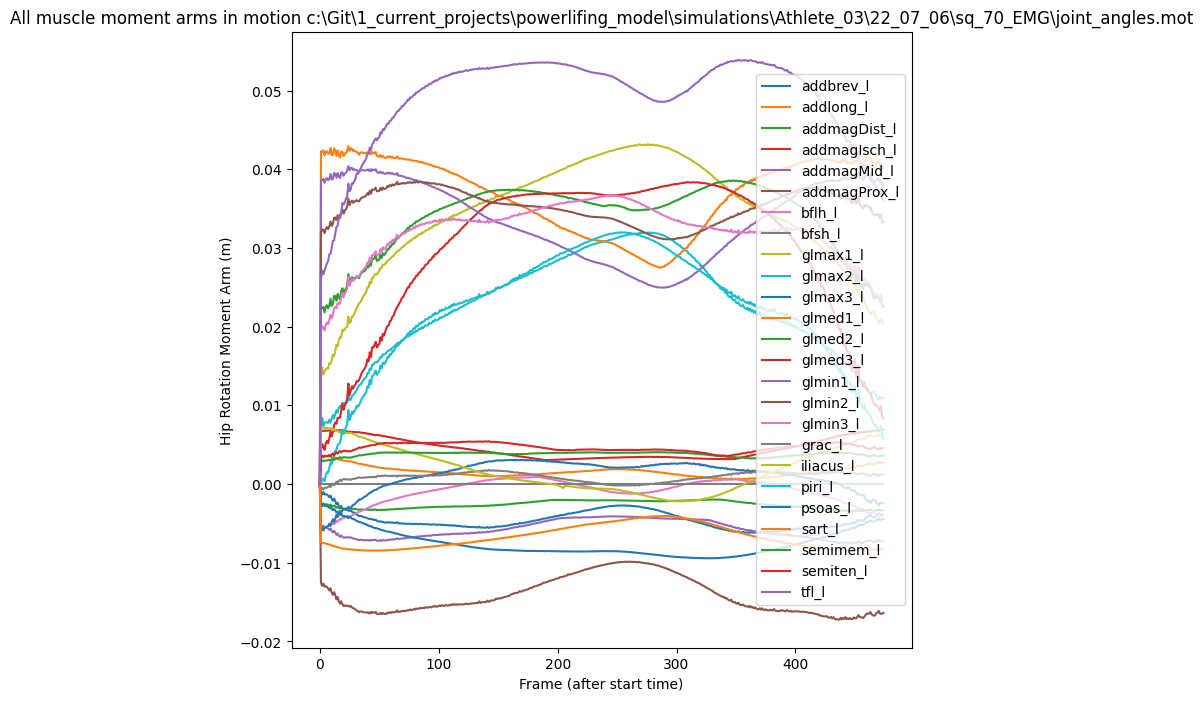 All muscle moment arms in motion c:\Git\1_current_projects\powerlifing_model\simulations\Athlete_03\22_07_06\sq_70_EMG\joint_angles.mot
Hip Rotation Moment Arm (m)
0.05
0.04
0.03
0.02
0.01
0.00
−0.01
−0.02
addbrev_l
addlong_l
addmagDist_l
addmagIsch_l
addmagMid_l
addmagProx_l
bflh_l
bfsh_l
glmax1_l
glmax2_l
glmax3_l
glmed1_l
glmed2_l
glmed3_l
glmin1_l
glmin2_l
glmin3_l
grac_l
iliacus_l
piri_l
psoas_l
sart_l
semimem_l
semiten_l
tfl_l
0 100 200 300 400
Frame (after start time)